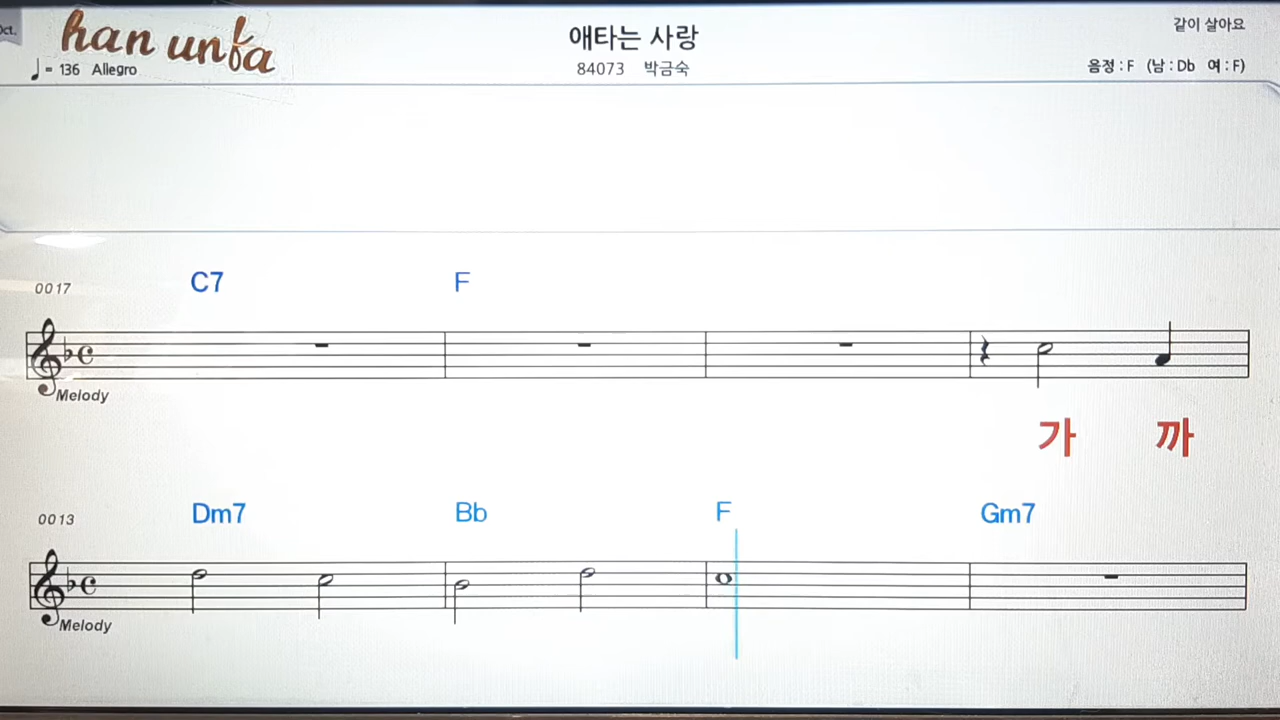 Oct.
han unfa
애타는 사랑
같이 살아요
♩= 136 Allegro
84073 박금숙
음정 : F (남 : Db 여 : F)
0017 C7 F
Melody
가 까
0013 Dm7 Bb F Gm7
Melody